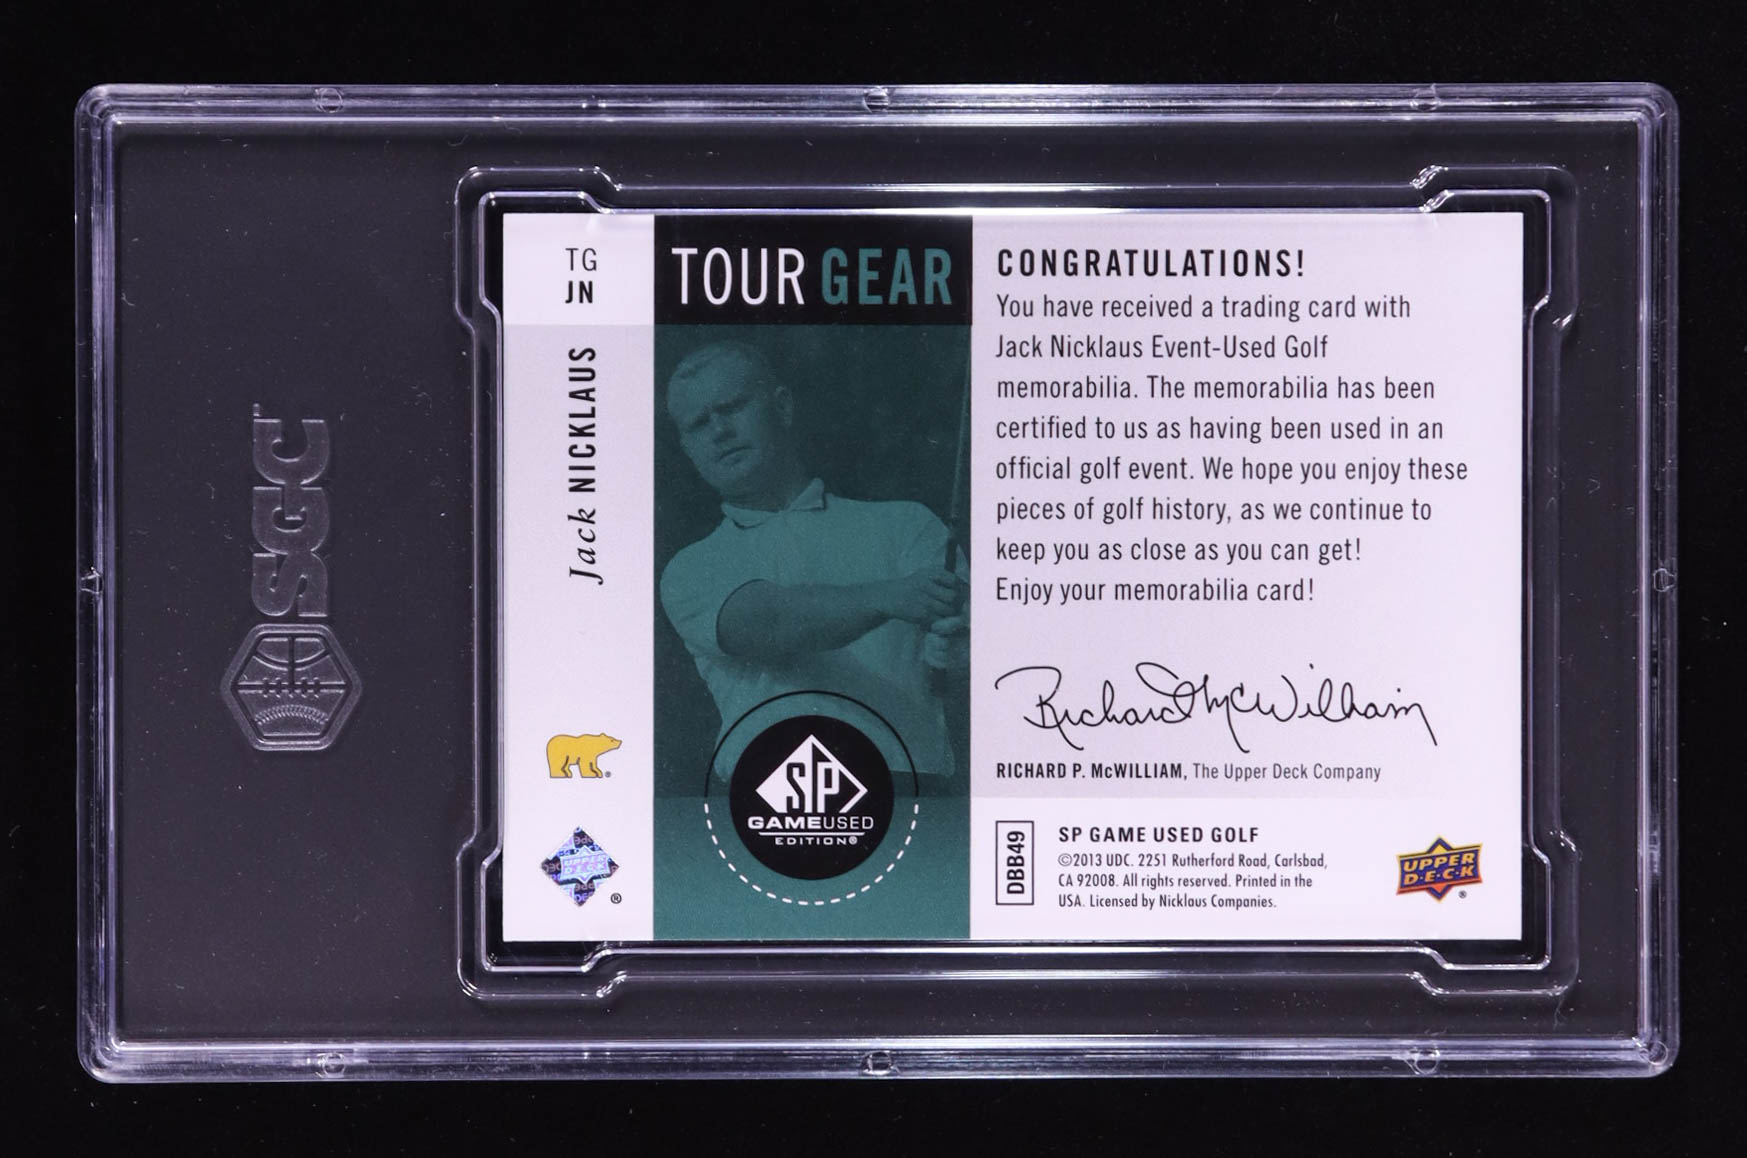 SGC
TG
JN
Jack NICKLAUS
®
UPPER
DECK
®
TOUR GEAR
SP
GAMEUSED
EDITION®
CONGRATULATIONS!
You have received a trading card with
Jack Nicklaus Event-Used Golf
memorabilia. The memorabilia has been
certified to us as having been used in an
official golf event. We hope you enjoy these
pieces of golf history, as we continue to
keep you as close as you can get!
Enjoy your memorabilia card!
Richard P. McWilliam
RICHARD P. McWILLIAM, The Upper Deck Company
DBB49
SP GAME USED GOLF
©2013 UDC. 2251 Rutherford Road, Carlsbad,
CA 92008. All rights reserved. Printed in the
USA. Licensed by Nicklaus Companies.
UPPER
D·E·C·K
®